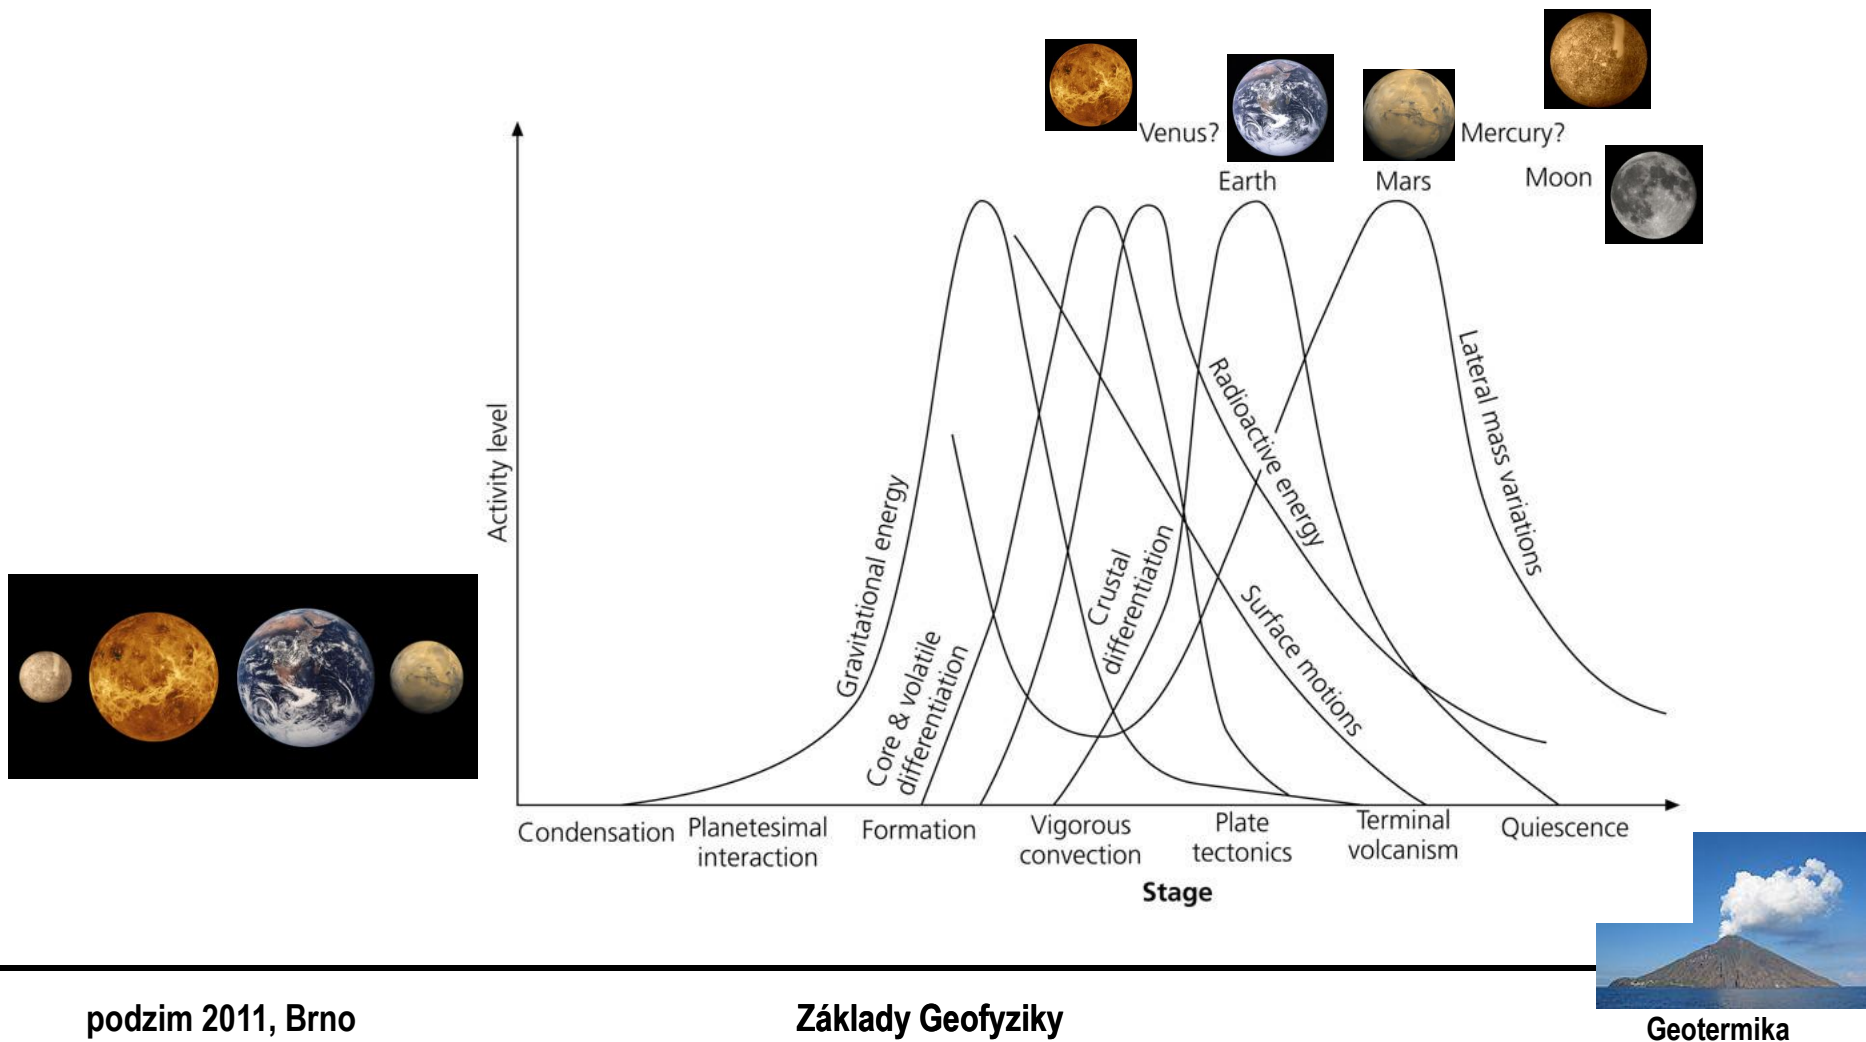 Venus?
Mercury?
Earth
Mars
Moon
Activity level
Gravitational energy
Core & volatile
differentiation
Crustal
differentiation
Radioactive energy
Surface motions
Lateral mass variations
Condensation
Planetesimal
interaction
Formation
Vigorous
convection
Plate
tectonics
Terminal
volcanism
Quiescence
Stage
podzim 2011, Brno
Základy Geofyziky
Geotermika